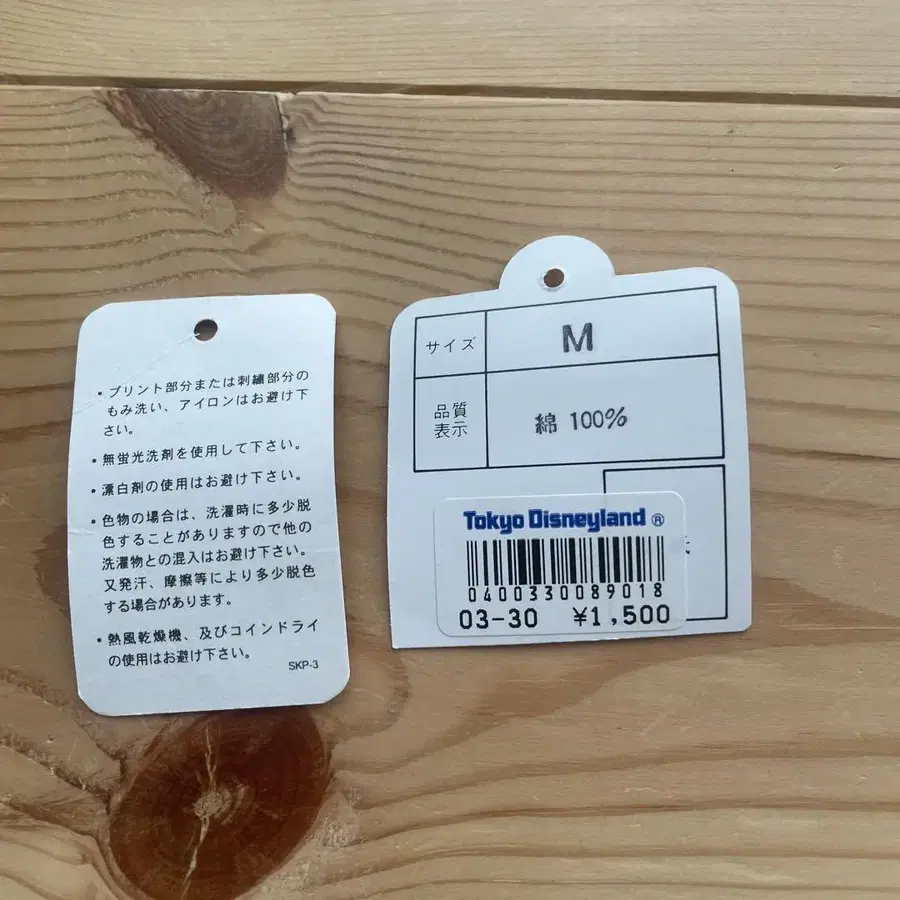 ・プリント部分または刺繍部分の
もみ洗い、アイロンはお避け下
さい。
・無蛍光洗剤を使用して下さい。
・漂白剤の使用はお避け下さい。
・色物の場合は、洗濯時に多少脱
色することがありますので他の
洗濯物との混入はお避け下さい。
又発汗、摩擦等により多少脱色
する場合があります。
・熱風乾燥機、及びコインドライ
の使用はお避け下さい。
SKP-3
サイズ M
品質
表示
綿 100%
Tokyo Disneyland ®
0400330089018
03-30 ¥1,500